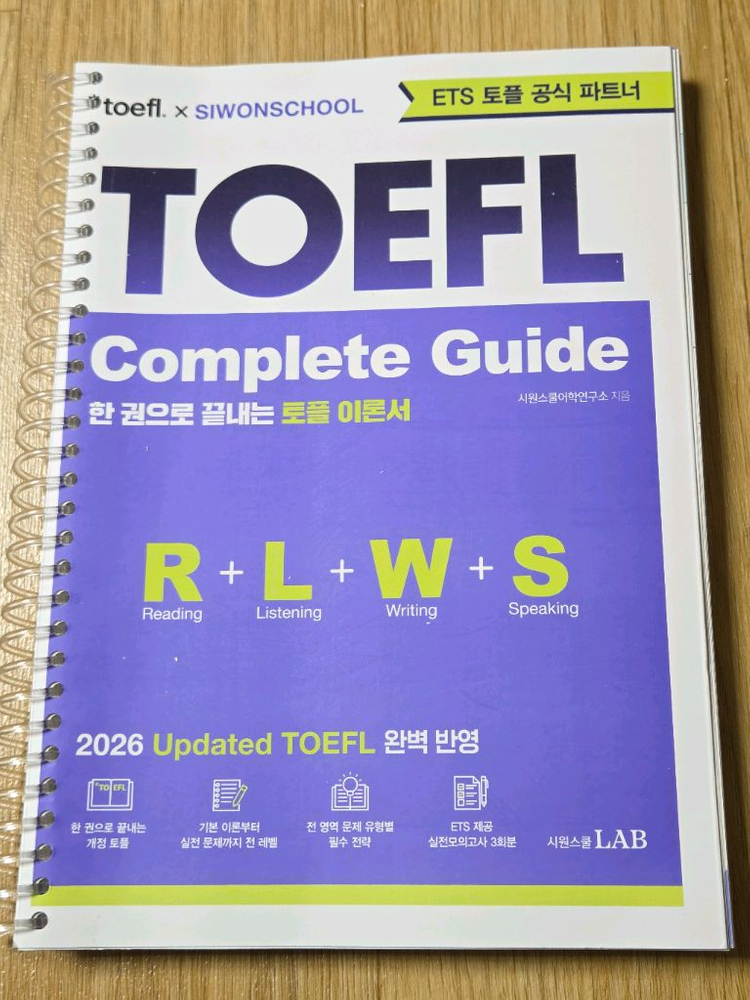 toefl. × SIWONSCHOOL
ETS 토플 공식 파트너
TOEFL
Complete Guide
한 권으로 끝내는 토플 이론서
시원스쿨어학연구소 지음
R + L + W + S
Reading Listening Writing Speaking
2026 Updated TOEFL 완벽 반영
TOEFL
한 권으로 끝내는
개정 토플
기본 이론부터
실전 문제까지 전 레벨
전 영역 문제 유형별
필수 전략
ETS 제공
실전모의고사 3회분
시원스쿨 LAB